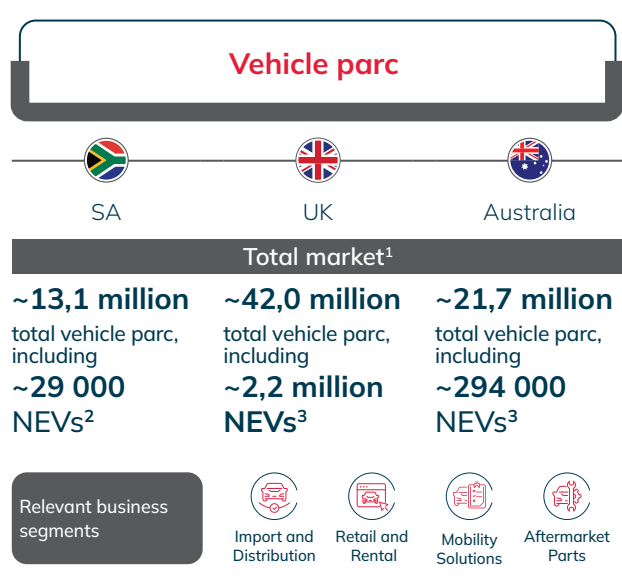 Vehicle parc
SA
UK
Australia
Total market¹
~13,1 million
total vehicle parc,
including
~29 000
NEVs²
~42,0 million
total vehicle parc,
including
~2,2 million
NEVs³
~21,7 million
total vehicle parc,
including
~294 000
NEVs³
Relevant business
segments
Import and
Distribution
Retail and
Rental
Mobility
Solutions
Aftermarket
Parts